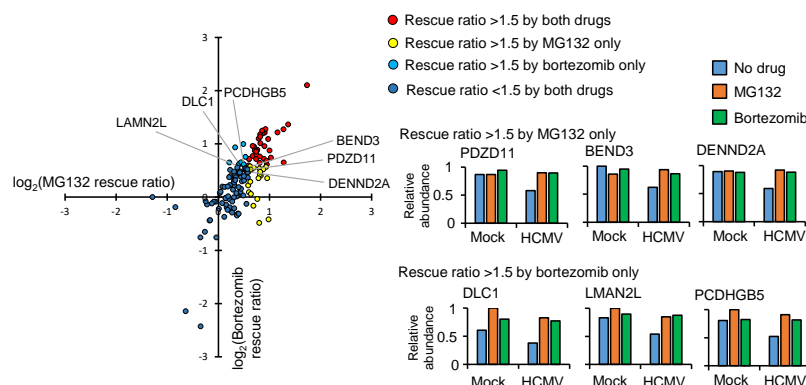 Rescue ratio >1.5 by both drugs
Rescue ratio >1.5 by MG132 only
Rescue ratio >1.5 by bortezomib only
Rescue ratio <1.5 by both drugs
No drug
MG132
Bortezomib
3
2
1
-1
-2
-3
-3
-2
-1
0
1
2
3
PCDHGB5
DLC1
LAMN2L
BEND3
PDZD11
DENND2A
log2(MG132 rescue ratio)
log2(Bortezomib
rescue ratio)
Rescue ratio >1.5 by MG132 only
PDZD11
BEND3
DENND2A
Relative
abundance
1
0.5
0
Mock
HCMV
Mock
HCMV
Mock
HCMV
Rescue ratio >1.5 by bortezomib only
DLC1
LMAN2L
PCDHGB5
Relative
abundance
1
0.5
0
Mock
HCMV
Mock
HCMV
Mock
HCMV